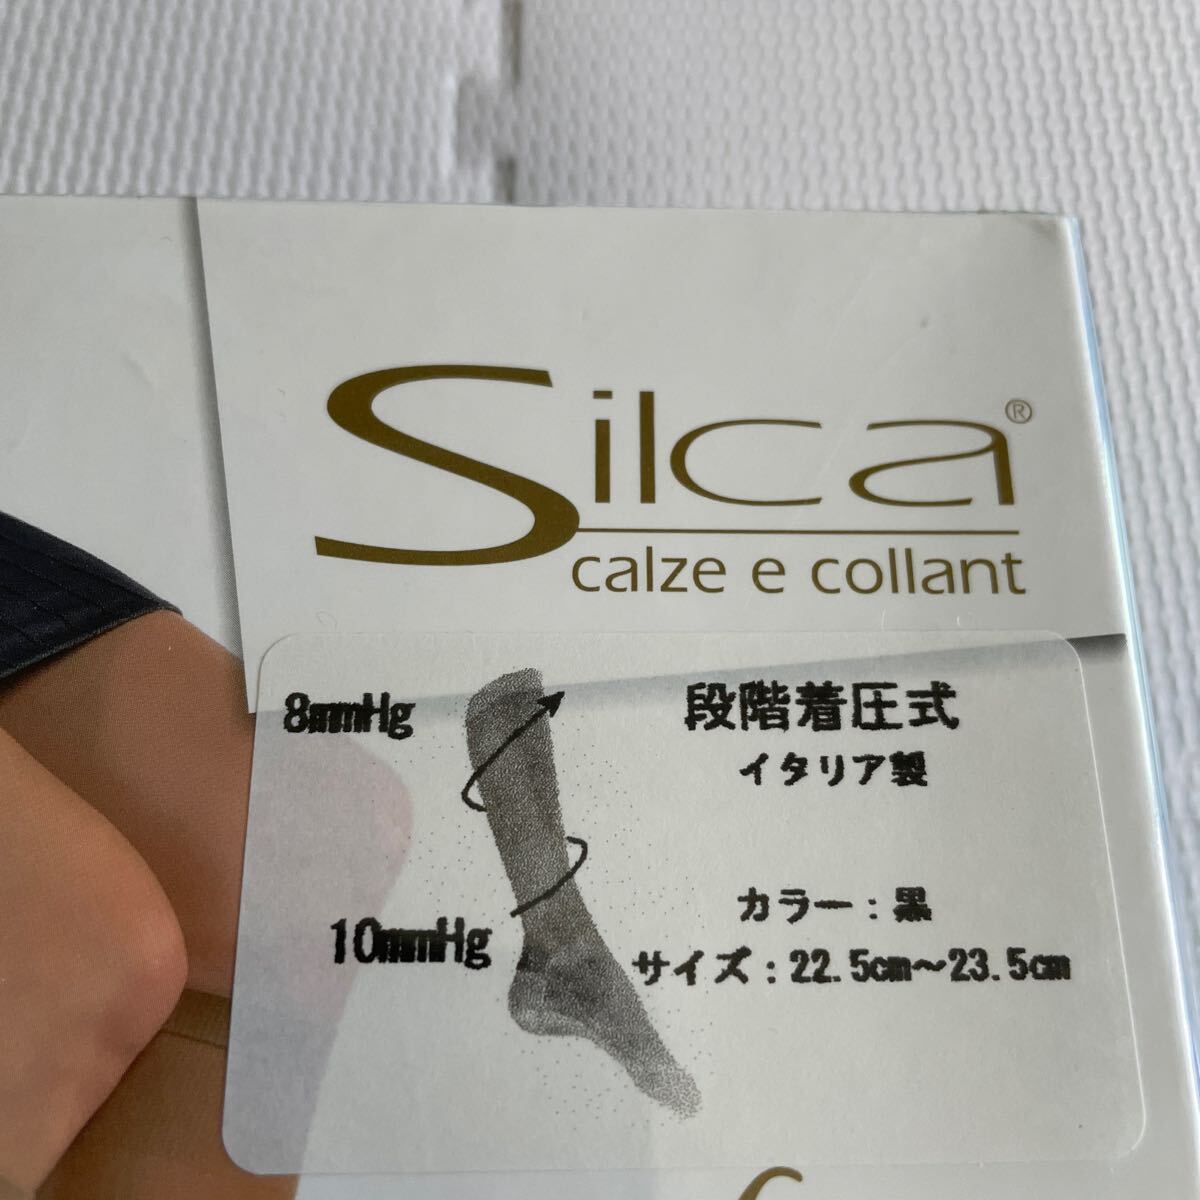 Silca®
calze e collant
8mmHg
段階着圧式
イタリア製
カラー：黒
10mmHg
サイズ：22.5cm～23.5cm